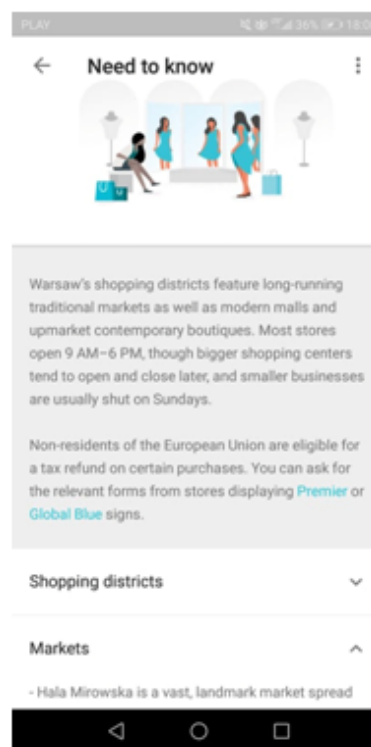 PLAY 36% 18:0
Need to know
Warsaw's shopping districts feature long-running
traditional markets as well as modern malls and
upmarket contemporary boutiques. Most stores
open 9 AM–6 PM, though bigger shopping centers
tend to open and close later, and smaller businesses
are usually shut on Sundays.
Non-residents of the European Union are eligible for
a tax refund on certain purchases. You can ask for
the relevant forms from stores displaying Premier or
Global Blue signs.
Shopping districts
Markets
- Hala Mirowska is a vast, landmark market spread